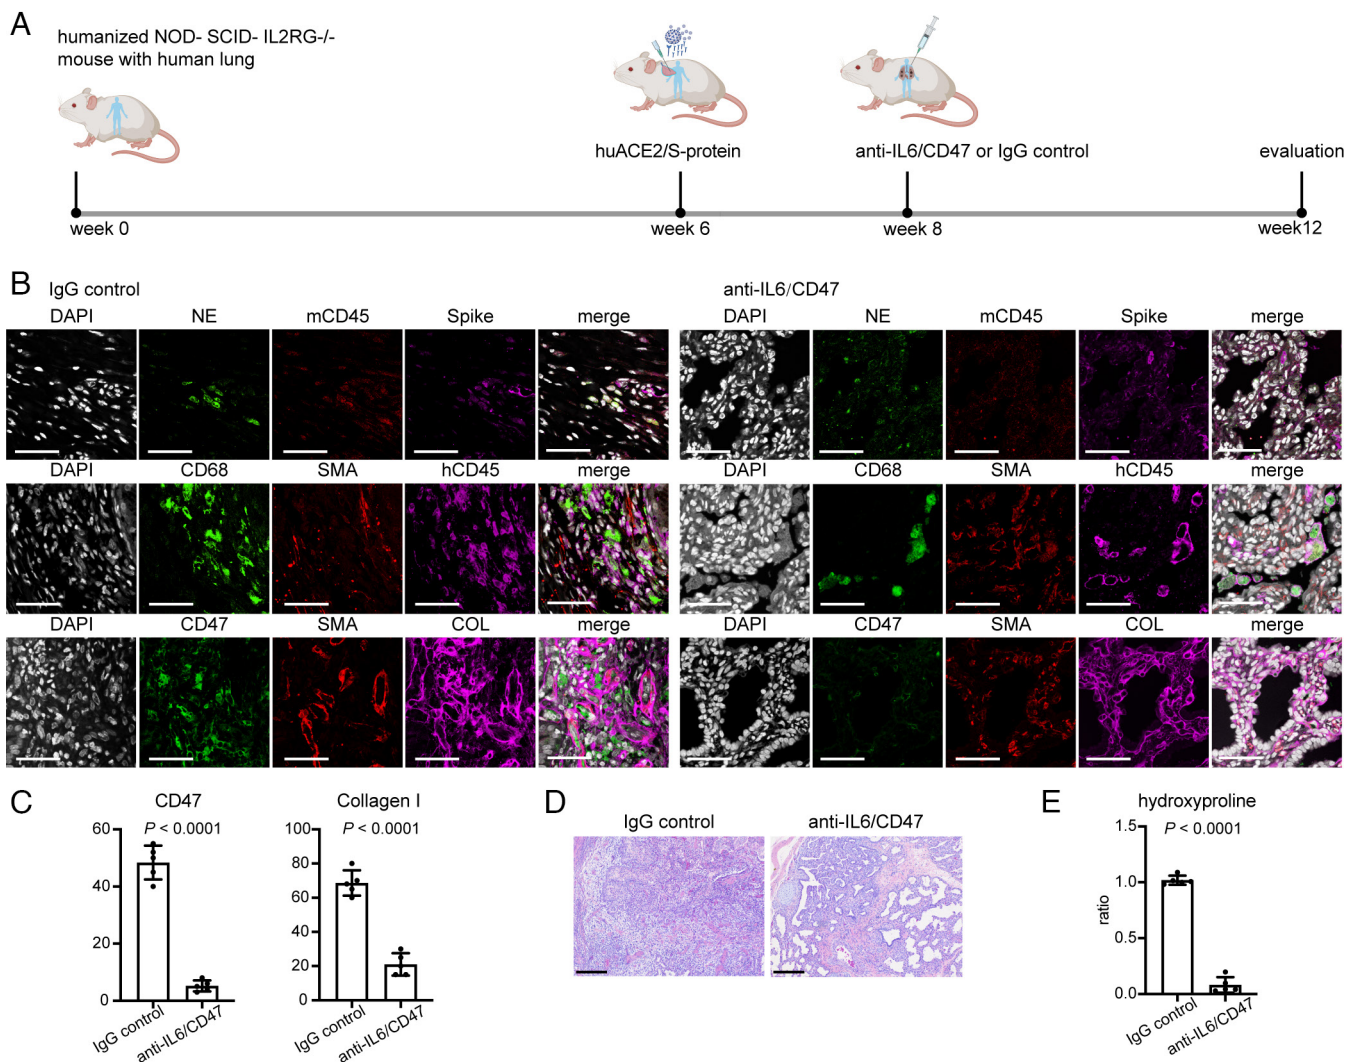 A
humanized NOD- SCID- IL2RG-/-
mouse with human lung
huACE2/S-protein
anti-IL6/CD47 or IgG control
evaluation
week 0
week 6
week 8
week12
B
IgG control
anti-IL6/CD47
DAPI NE mCD45 Spike merge DAPI NE mCD45 Spike merge
DAPI CD68 SMA hCD45 merge DAPI CD68 SMA hCD45 merge
DAPI CD47 SMA COL merge DAPI CD47 SMA COL merge
C
CD47
P < 0.0001
60
40
20
0
IgG control
anti-IL6/CD47
Collagen I
P < 0.0001
100
80
60
40
20
0
IgG control
anti-IL6/CD47
D
IgG control
anti-IL6/CD47
E
hydroxyproline
P < 0.0001
ratio
1.5
1.0
0.5
0.0
IgG control
anti-IL6/CD47